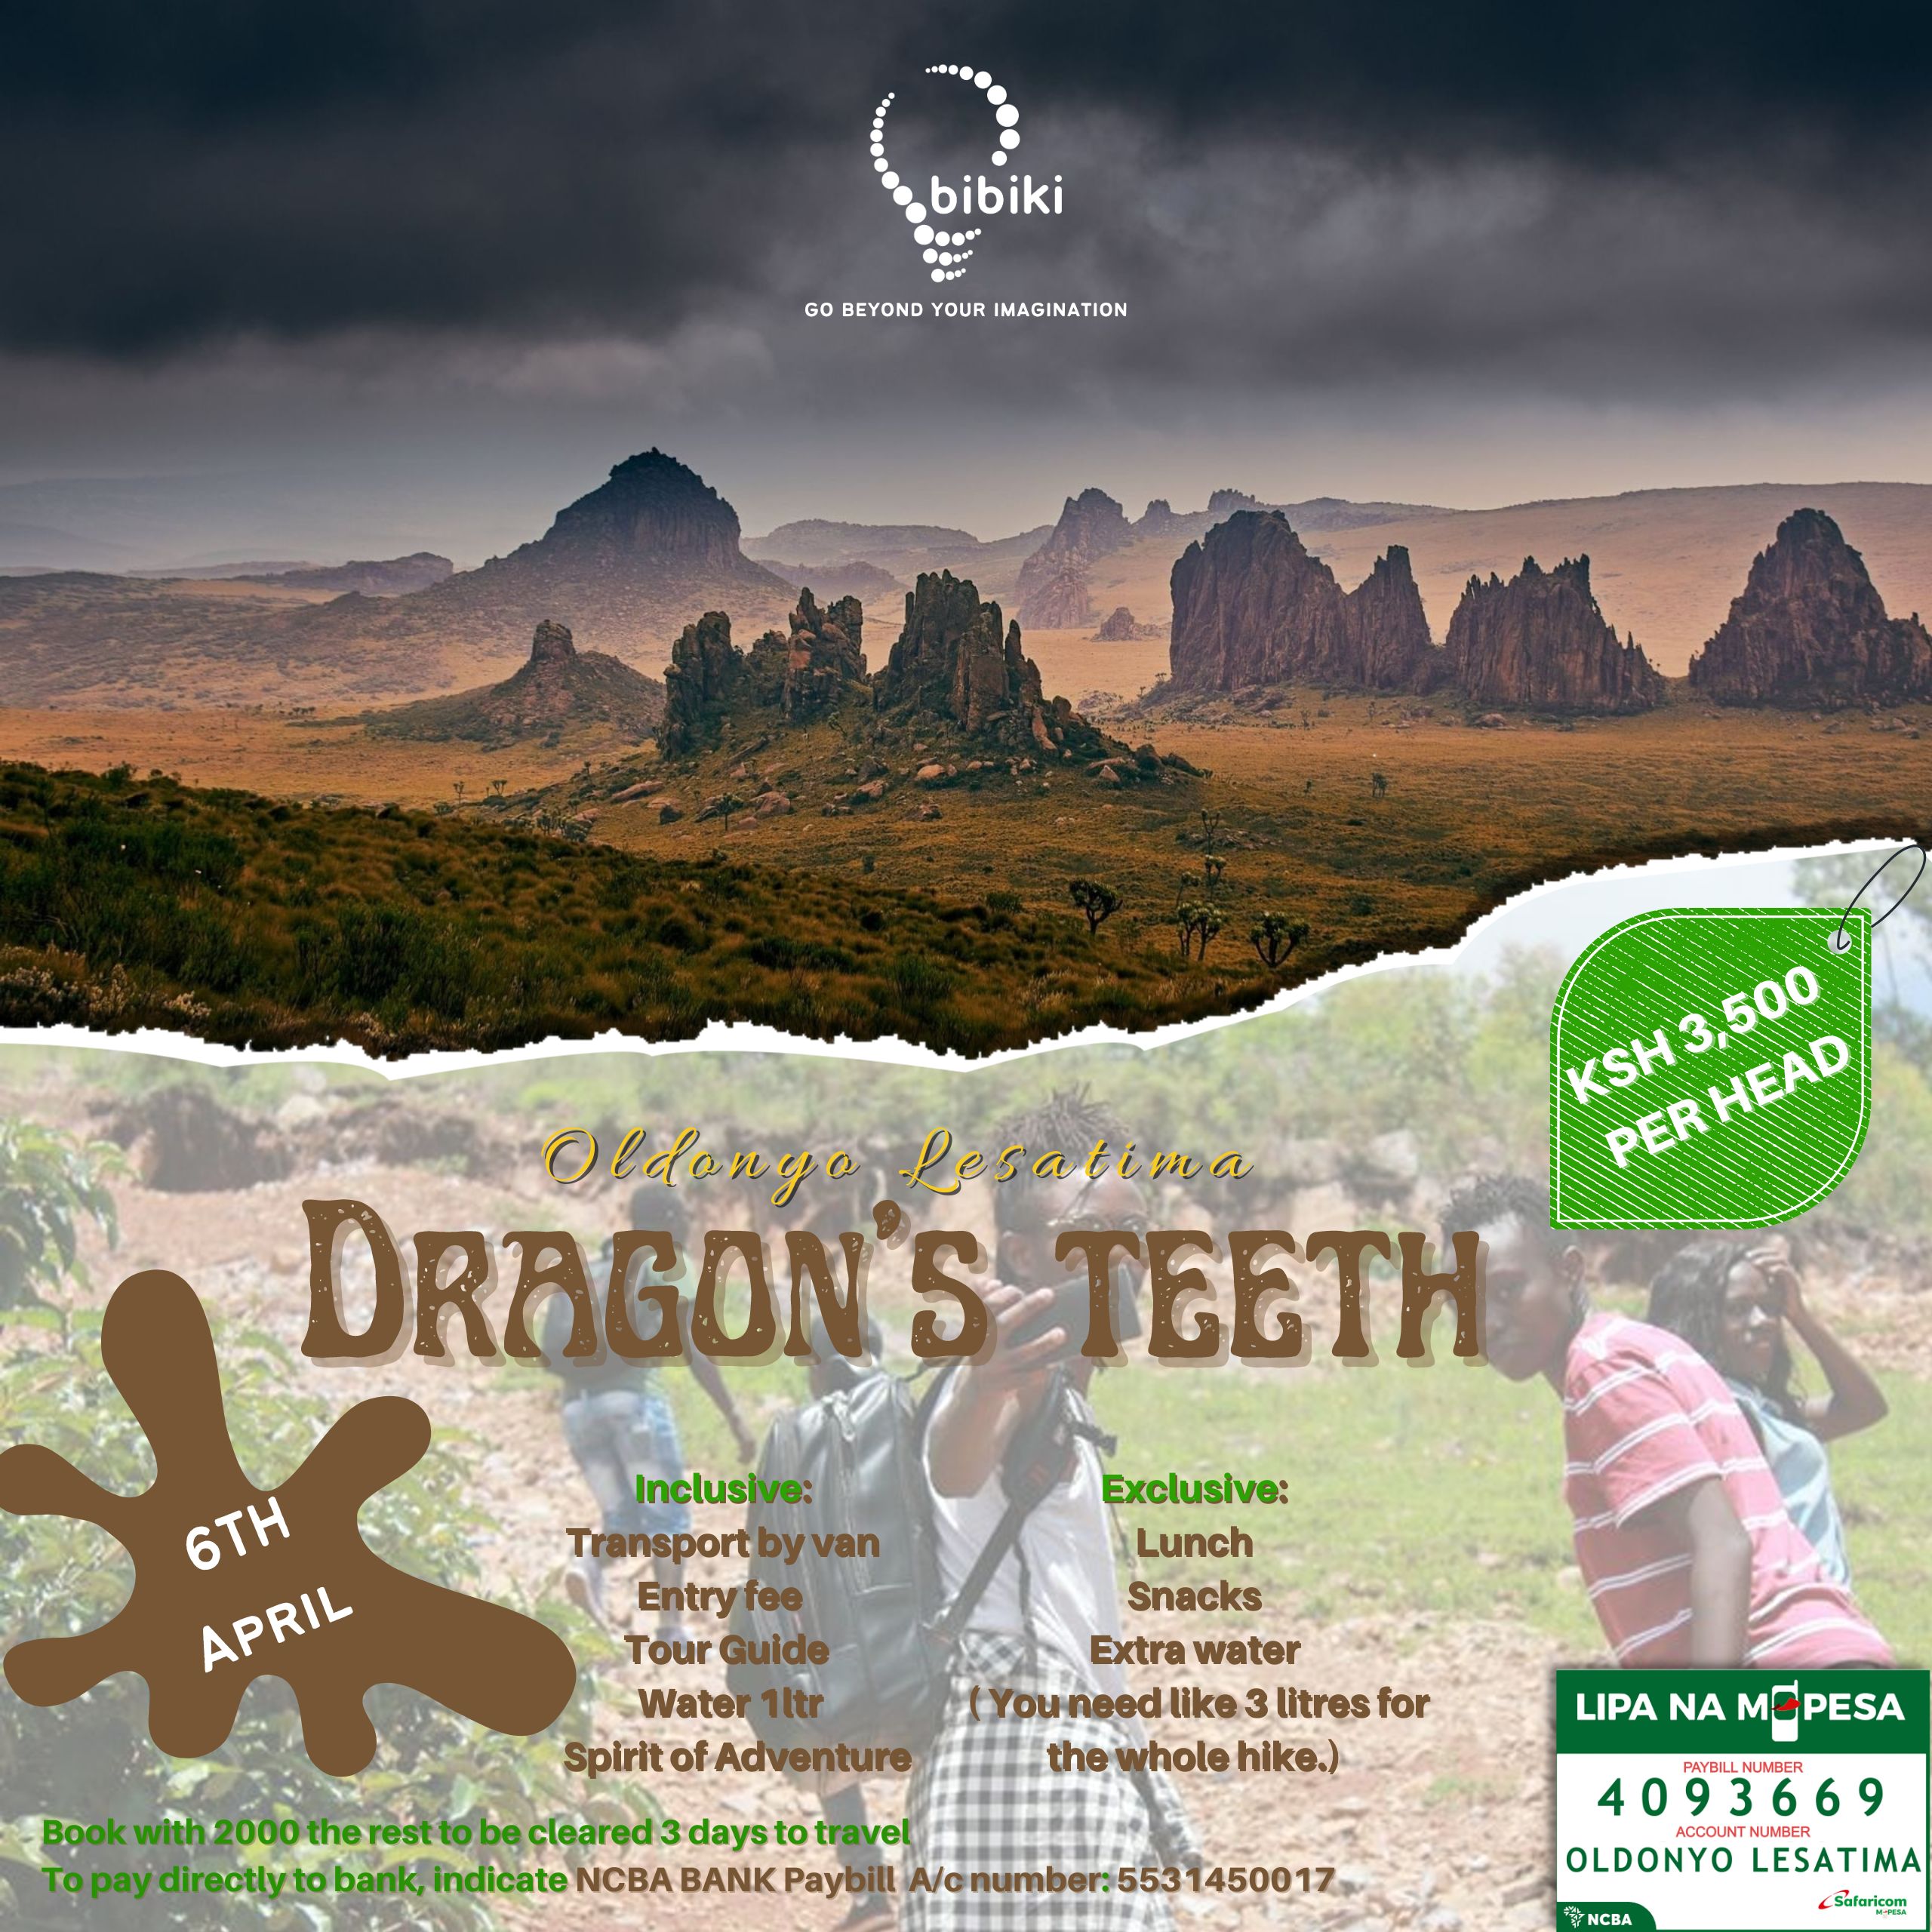 bibiki
GO BEYOND YOUR IMAGINATION
KSH 3,500
PER HEAD
Oldonyo Lesatima
DRAGON'S TEETH
6TH
APRIL
Inclusive:
Transport by van
Entry fee
Tour Guide
Water 1ltr
Spirit of Adventure
Exclusive:
Lunch
Snacks
Extra water
( You need like 3 litres for
the whole hike.)
Book with 2000 the rest to be cleared 3 days to travel
To pay directly to bank, indicate NCBA BANK Paybill A/c number: 5531450017
LIPA NA M-PESA
PAYBILL NUMBER
4093669
ACCOUNT NUMBER
OLDONYO LESATIMA
NCBA
Safaricom
M-PESA